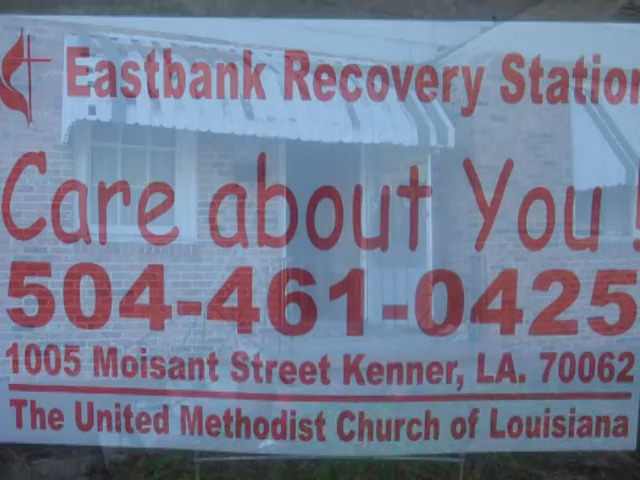 Eastbank Recovery Station
Care about You !
504-461-0425
1005 Moisant Street Kenner, LA. 70062
The United Methodist Church of Louisiana